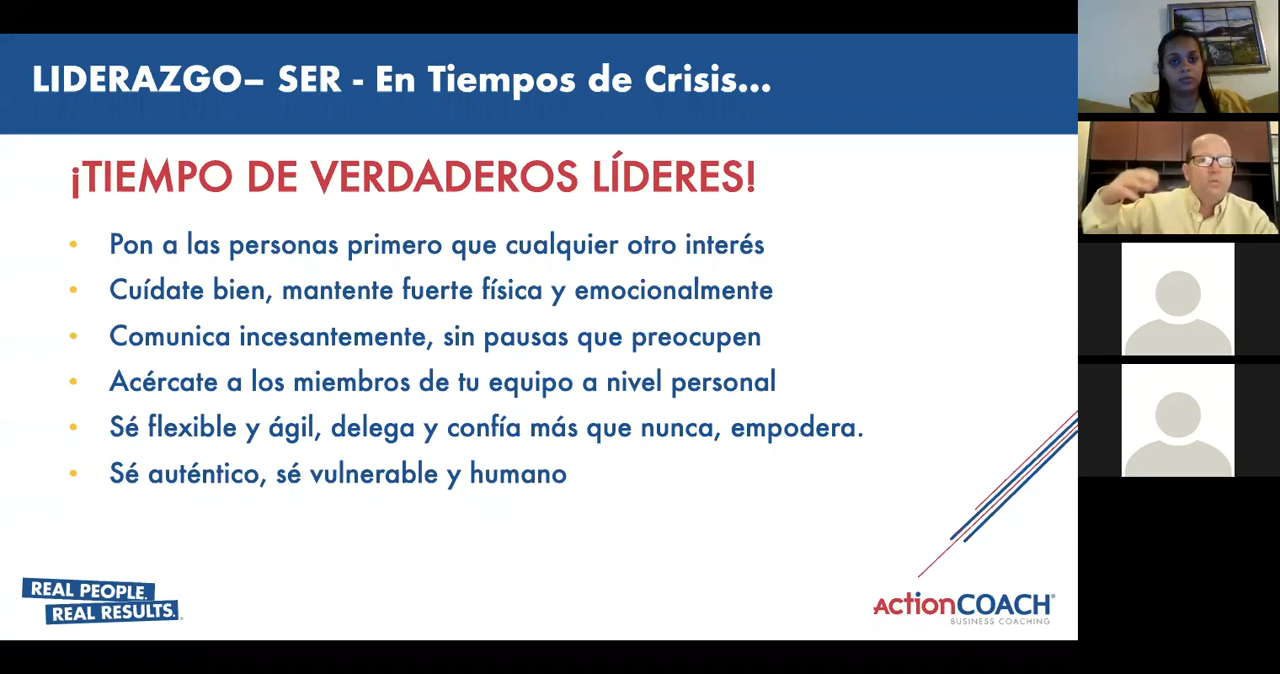 LIDERAZGO– SER - En Tiempos de Crisis...
¡TIEMPO DE VERDADEROS LÍDERES!
• Pon a las personas primero que cualquier otro interés
• Cuídate bien, mantente fuerte física y emocionalmente
• Comunica incesantemente, sin pausas que preocupen
• Acércate a los miembros de tu equipo a nivel personal
• Sé flexible y ágil, delega y confía más que nunca, empodera.
• Sé auténtico, sé vulnerable y humano
REAL PEOPLE.
REAL RESULTS.
ActionCOACH®
BUSINESS COACHING